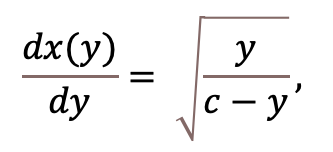 dx(y)/dy = √(y/(c − y)),